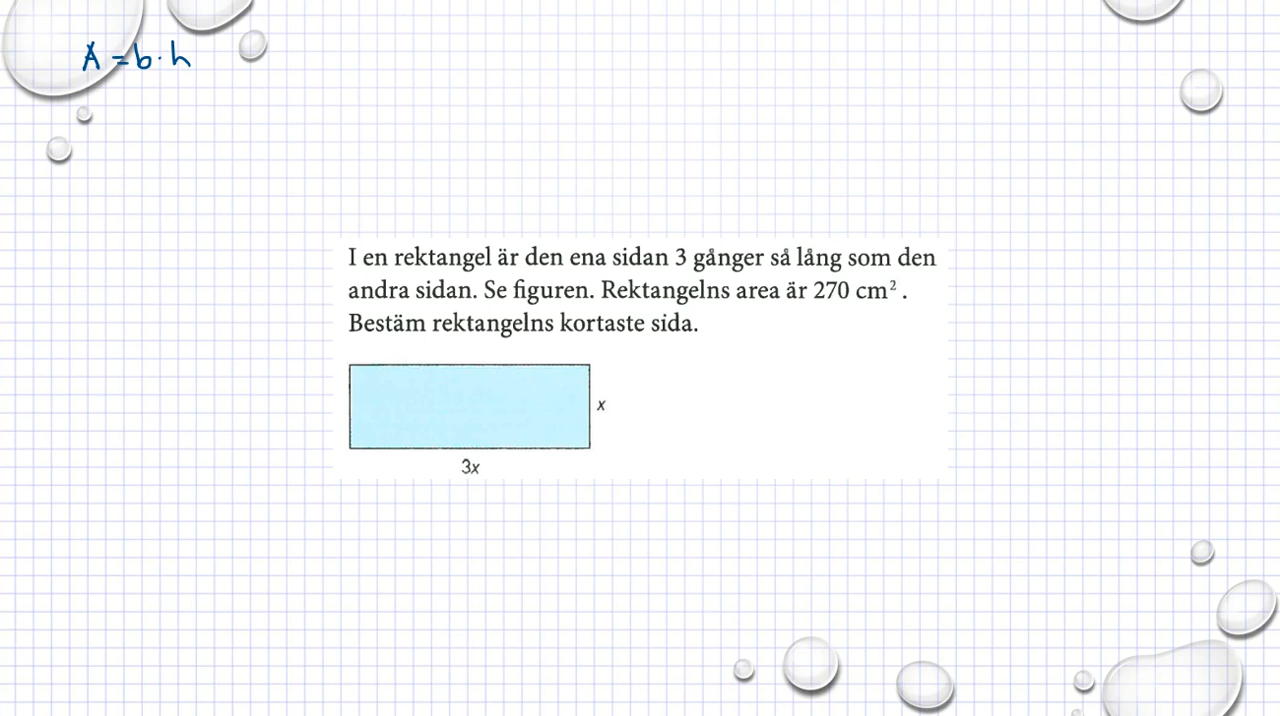 A = b · h
I en rektangel är den ena sidan 3 gånger så lång som den
andra sidan. Se figuren. Rektangelns area är 270 cm² .
Bestäm rektangelns kortaste sida.
x
3x